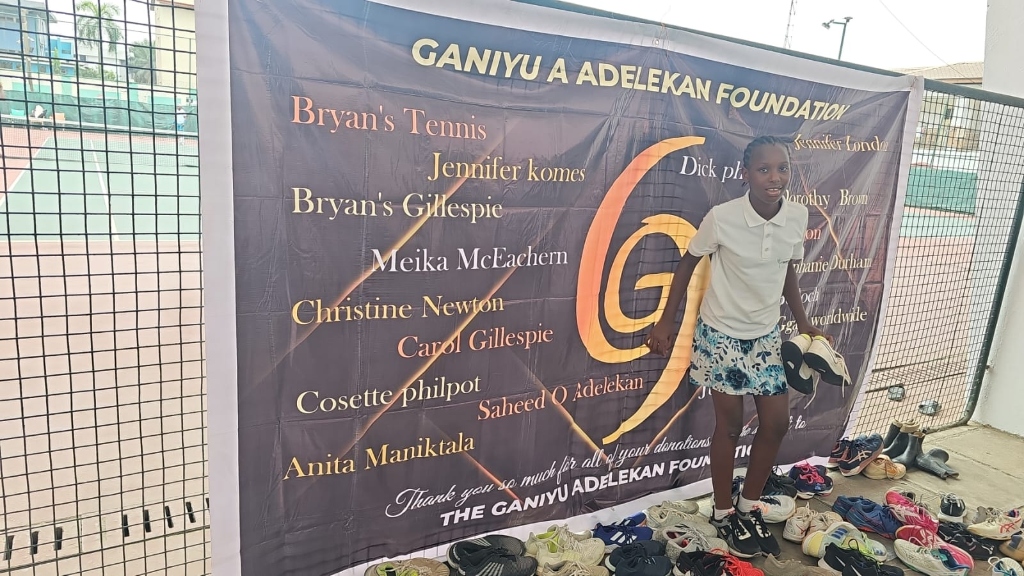 GANIYU A ADELEKAN FOUNDATION
Bryan's Tennis
Jennifer komes
Bryan's Gillespie
Meika McEachern
Christine Newton
Carol Gillespie
Cosette philpot
Saheed O Adelekan
Anita Maniktala
G
Dick
Jennifer
Dorothy
Durham
worldwide
Thank you so much for all of your donations
to
THE GANIYU ADELEKAN FOUNDATION